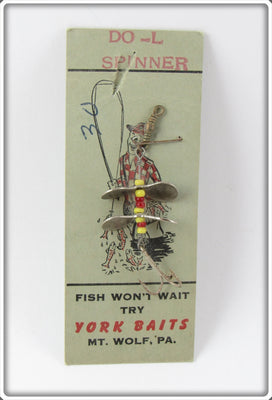 DO-L
SPINNER
36
FISH WON'T WAIT
TRY
YORK BAITS
MT. WOLF, PA.